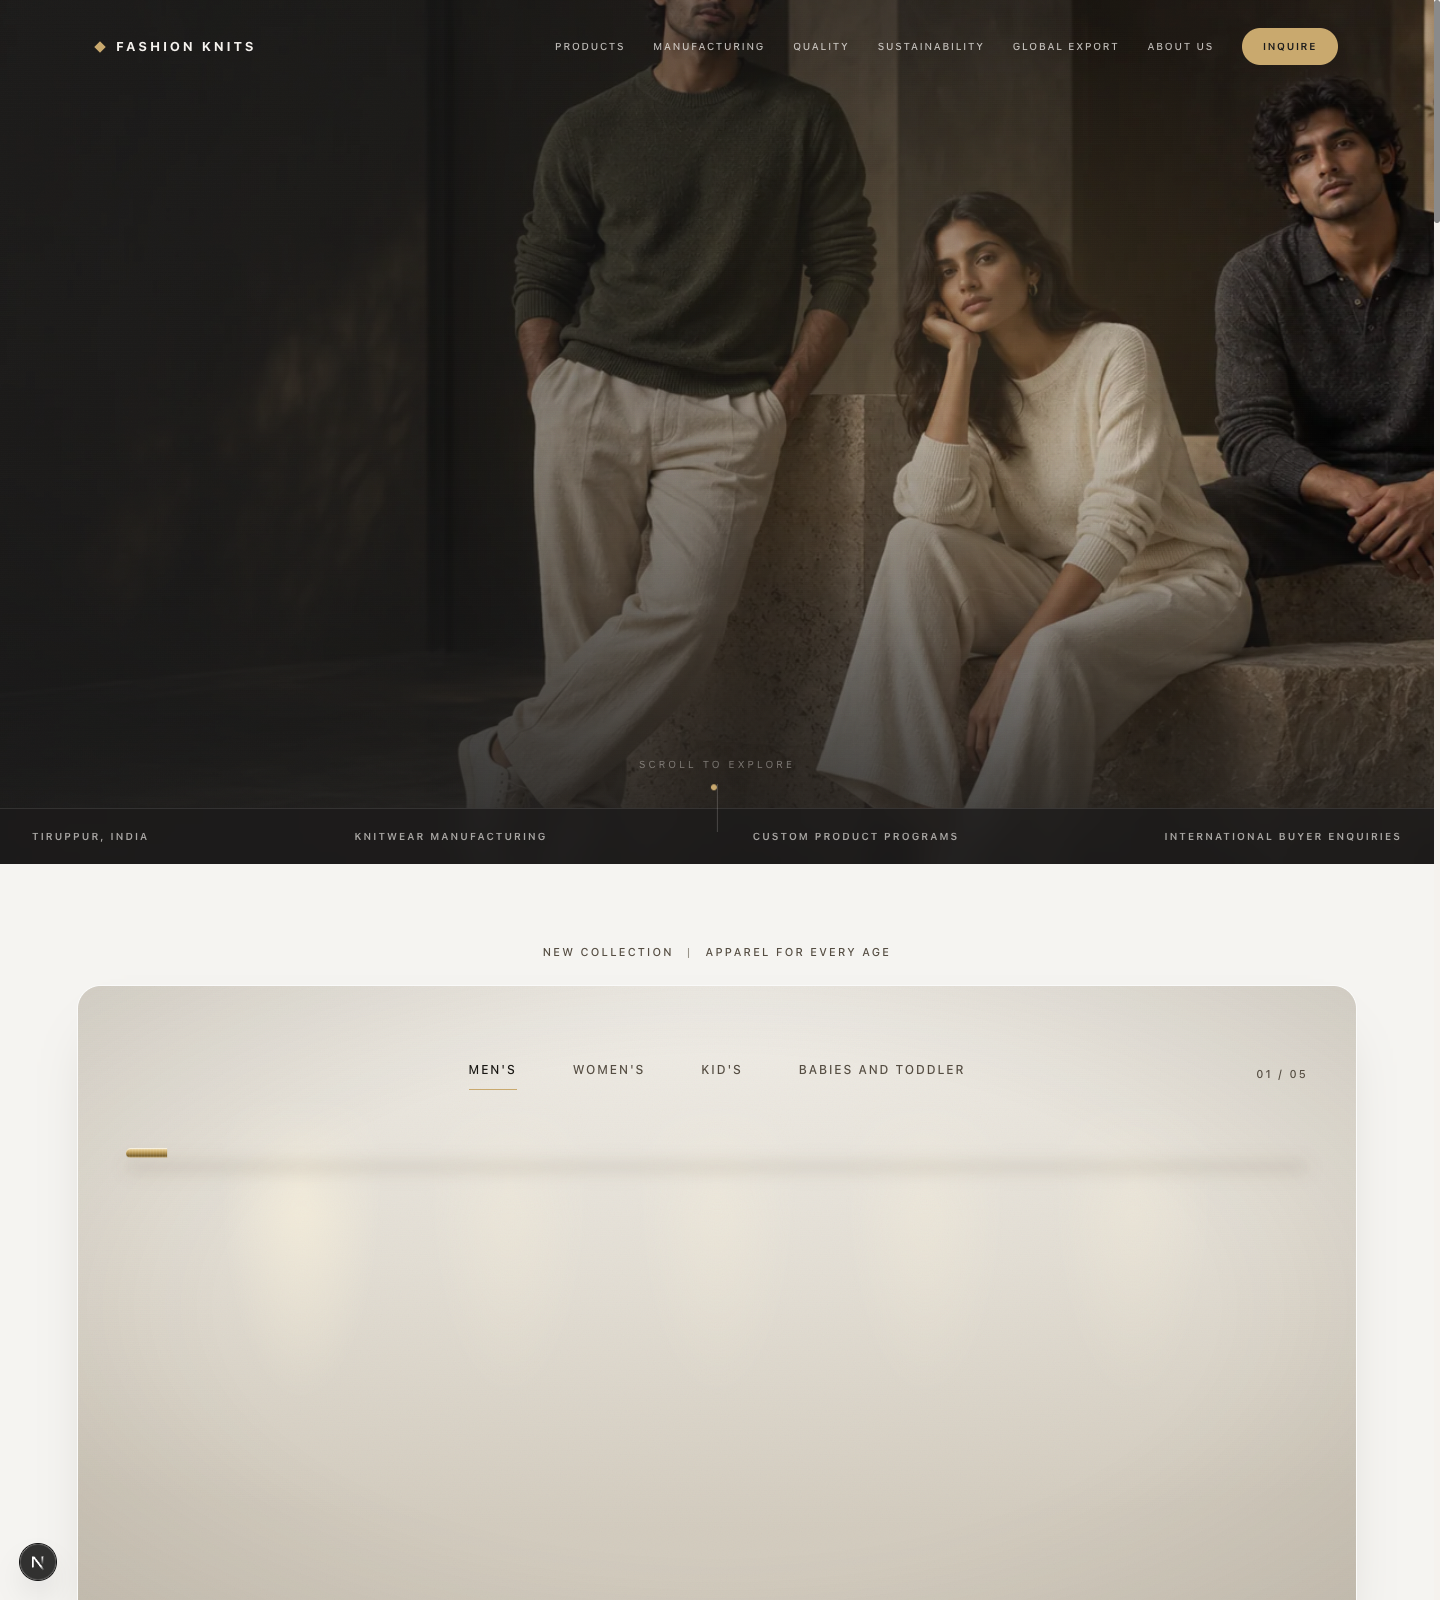 FASHION KNITS
PRODUCTS MANUFACTURING QUALITY SUSTAINABILITY GLOBAL EXPORT ABOUT US INQUIRE
SCROLL TO EXPLORE
TIRUPPUR, INDIA KNITWEAR MANUFACTURING CUSTOM PRODUCT PROGRAMS INTERNATIONAL BUYER ENQUIRIES
NEW COLLECTION | APPAREL FOR EVERY AGE
MEN'S WOMEN'S KID'S BABIES AND TODDLER 01 / 05
N